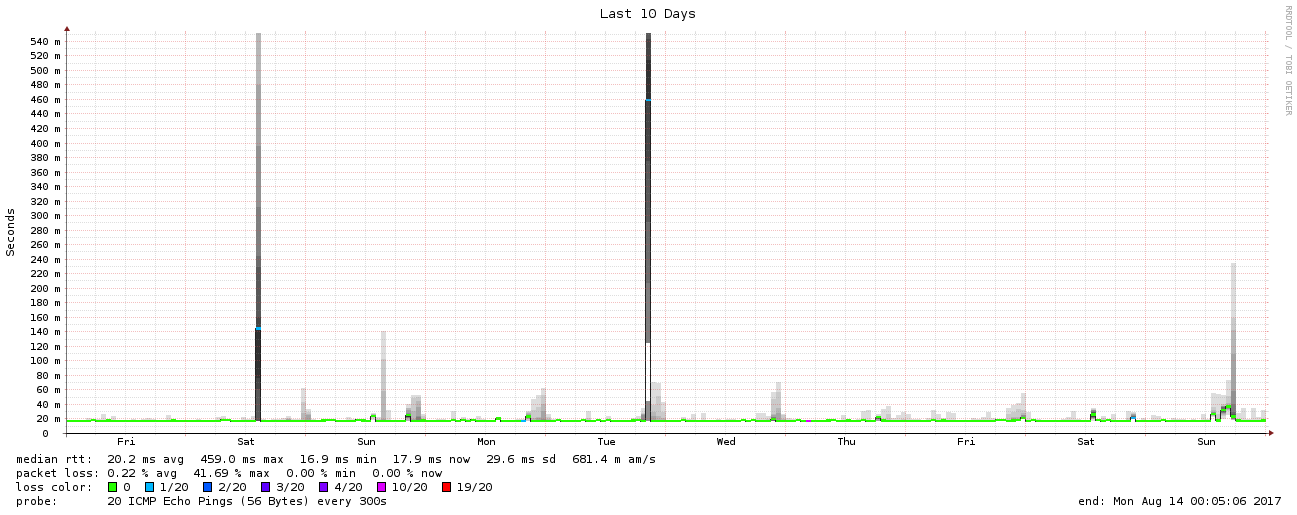 Last 10 Days
RRDTOOL / TOBI OETIKER
Seconds
540 m
520 m
500 m
480 m
460 m
440 m
420 m
400 m
380 m
360 m
340 m
320 m
300 m
280 m
260 m
240 m
220 m
200 m
180 m
160 m
140 m
120 m
100 m
80 m
60 m
40 m
20 m
0
Fri Sat Sun Mon Tue Wed Thu Fri Sat Sun
median rtt: 20.2 ms avg 459.0 ms max 16.9 ms min 17.9 ms now 29.6 ms sd 681.4 m am/s
packet loss: 0.22 % avg 41.69 % max 0.00 % min 0.00 % now
loss color: 0 1/20 2/20 3/20 4/20 10/20 19/20
probe: 20 ICMP Echo Pings (56 Bytes) every 300s end: Mon Aug 14 00:05:06 2017